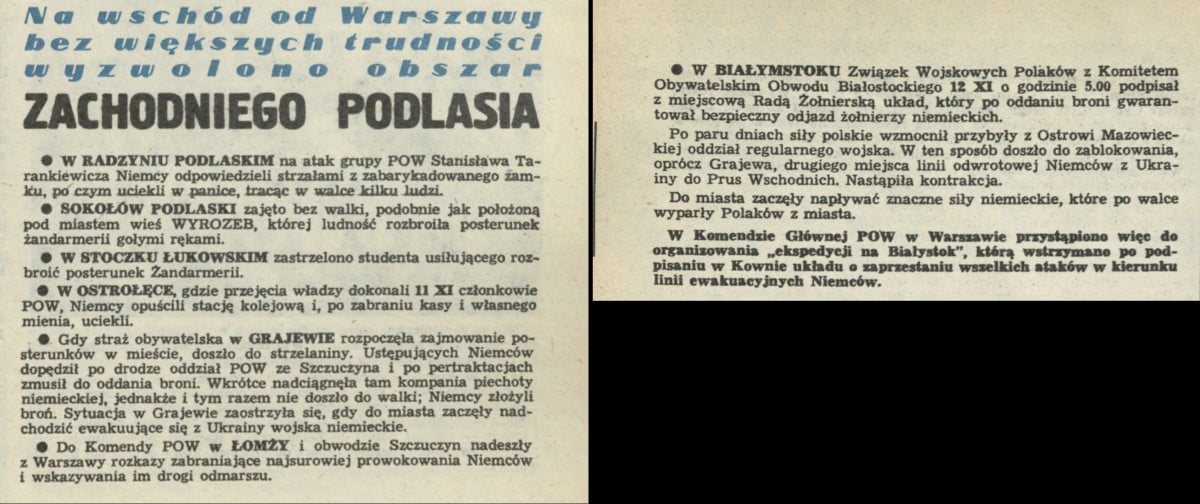 Na wschód od Warszawy
bez większych trudności
wyzwolono obszar
ZACHODNIEGO PODLASIA
● W RADZYNIU PODLASKIM na atak grupy POW Stanisława Ta-
rankiewicza Niemcy odpowiedzieli strzałami z zabarykadowanego zam-
ku, po czym uciekli w panice, tracąc w walce kilku ludzi.
● SOKOŁÓW PODLASKI zajęto bez walki, podobnie jak położoną
pod miastem wieś WYROZEB, której ludność rozbroiła posterunek
żandarmerii gołymi rękami.
● W STOCZKU ŁUKOWSKIM zastrzelono studenta usiłującego roz-
broić posterunek Żandarmerii.
● W OSTROŁĘCE, gdzie przejęcia władzy dokonali 11 XI członkowie
POW, Niemcy opuścili stację kolejową i, po zabraniu kasy i własnego
mienia, uciekli.
● Gdy straż obywatelska w GRAJEWIE rozpoczęła zajmowanie po-
sterunków w mieście, doszło do strzelaniny. Ustępujących Niemców
dopędził po drodze oddział POW ze Szczuczyna i po pertraktacjach
zmusił do oddania broni. Wkrótce nadciągnęła tam kompania piechoty
niemieckiej, jednakże i tym razem nie doszło do walki; Niemcy złożyli
broń. Sytuacja w Grajewie zaostrzyła się, gdy do miasta zaczęły nad-
chodzić ewakuujące się z Ukrainy wojska niemieckie.
● Do Komendy POW w ŁOMŻY i obwodzie Szczuczyn nadeszły
z Warszawy rozkazy zabraniające najsurowiej prowokowania Niemców
i wskazywania im drogi odmarszu.
● W BIAŁYMSTOKU Związek Wojskowych Polaków z Komitetem
Obywatelskim Obwodu Białostockiego 12 XI o godzinie 5.00 podpisał
z miejscową Radą Żołnierską układ, który po oddaniu broni gwaran-
tował bezpieczny odjazd żołnierzy niemieckich.
Po paru dniach siły polskie wzmocnił przybyły z Ostrowi Mazowiec-
kiej oddział regularnego wojska. W ten sposób doszło do zablokowania,
oprócz Grajewa, drugiego miejsca linii odwrotowej Niemców z Ukra-
iny do Prus Wschodnich. Nastąpiła kontrakcja.
Do miasta zaczęły napływać znaczne siły niemieckie, które po walce
wyparły Polaków z miasta.
W Komendzie Głównej POW w Warszawie przystąpiono więc do
organizowania „ekspedycji na Białystok", którą wstrzymano po pod-
pisaniu w Kownie układu o zaprzestaniu wszelkich ataków w kierunku
linii ewakuacyjnych Niemców.